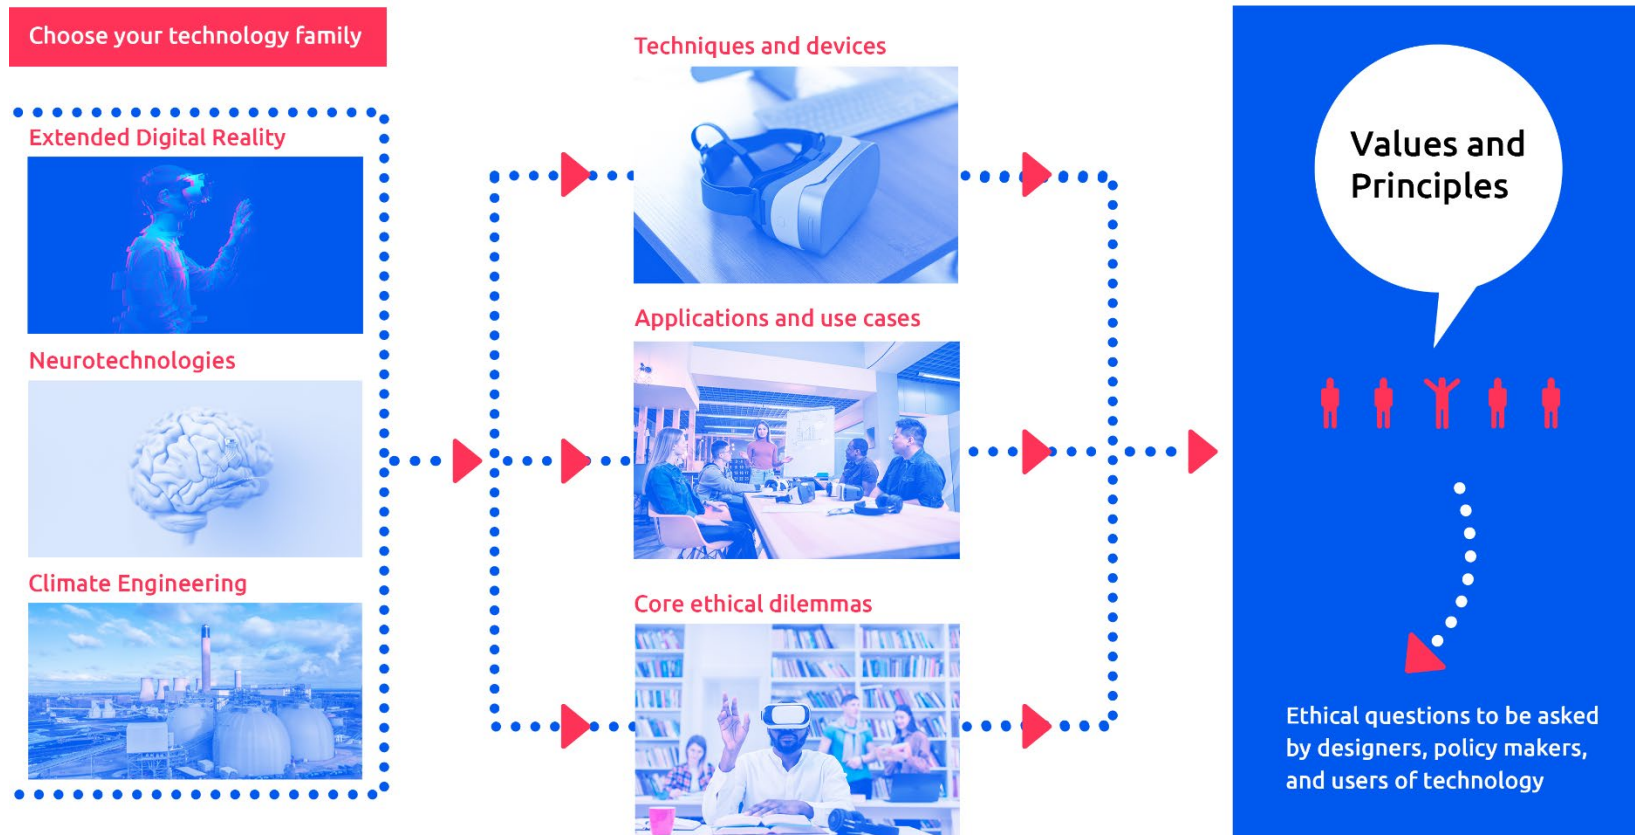 Choose your technology family
Extended Digital Reality
Neurotechnologies
Climate Engineering
Techniques and devices
Applications and use cases
Core ethical dilemmas
Values and
Principles
Ethical questions to be asked
by designers, policy makers,
and users of technology